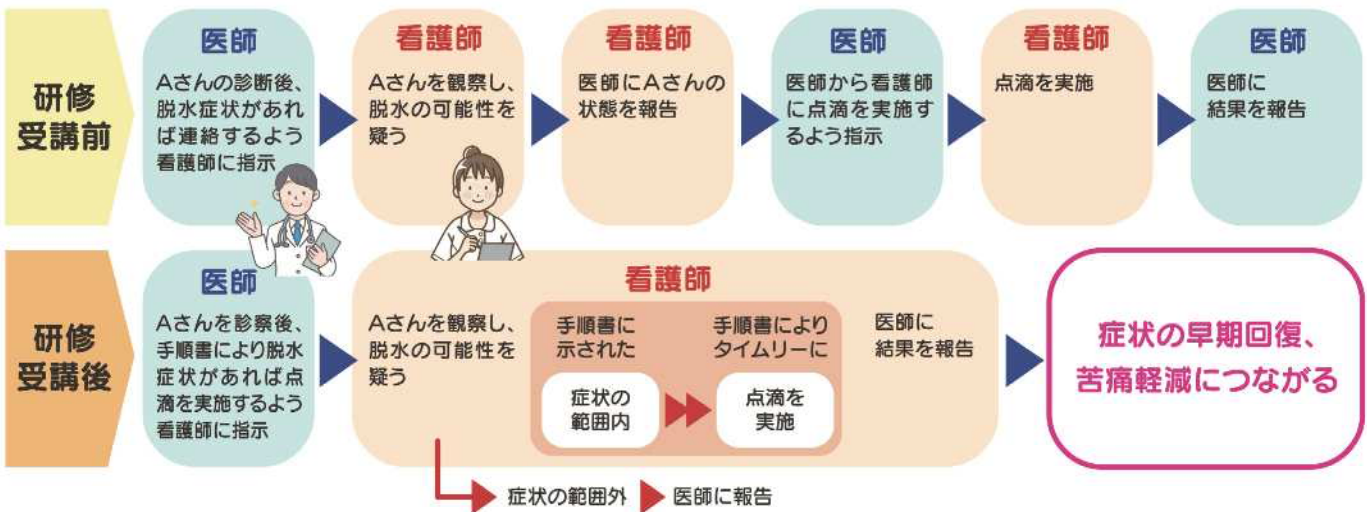 研修
受講前
医師
Aさんの診断後、
脱水症状があれ
ば連絡するよう
看護師に指示
看護師
Aさんを観察し、
脱水の可能性を
疑う
看護師
医師にAさんの
状態を報告
医師
医師から看護師
に点滴を実施す
るよう指示
看護師
点滴を実施
医師
医師に
結果を報告
研修
受講後
医師
Aさんを診察後、
手順書により脱水
症状があれば点
滴を実施するよう
看護師に指示
看護師
Aさんを観察し、
脱水の可能性を
疑う
手順書に
示された
症状の
範囲内
手順書により
タイムリーに
点滴を
実施
医師に
結果を報告
症状の早期回復、
苦痛軽減につながる
症状の範囲外
医師に報告